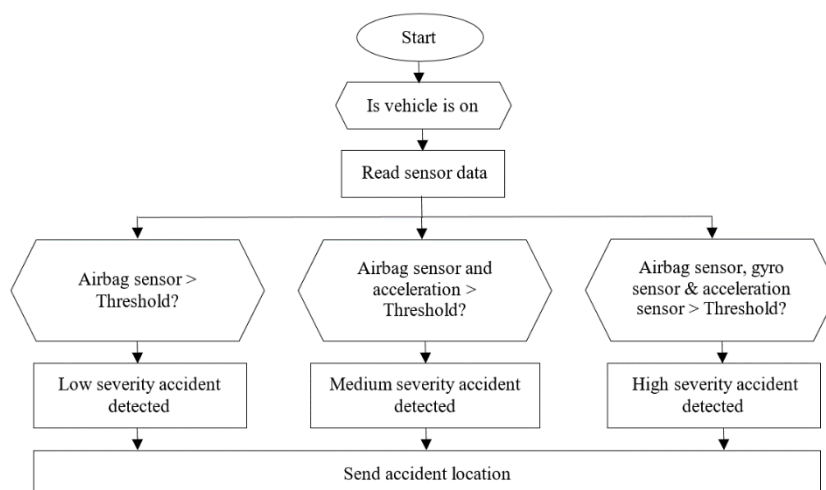 Start
Is vehicle is on
Read sensor data
Airbag sensor >
Threshold?
Airbag sensor and
acceleration >
Threshold?
Airbag sensor, gyro
sensor & acceleration
sensor > Threshold?
Low severity accident
detected
Medium severity accident
detected
High severity accident
detected
Send accident location